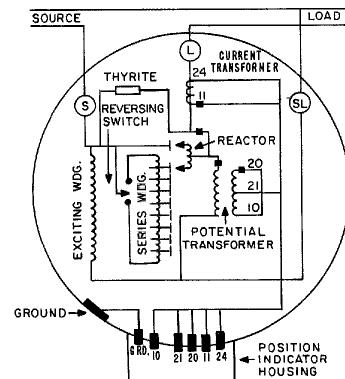 SOURCE
LOAD
L
CURRENT
TRANSFORMER
24
11
THYRITE
S
SL
REVERSING
SWITCH
REACTOR
EXCITING WDG.
SERIES WDG.
20
21
10
POTENTIAL
TRANSFORMER
GROUND
GRD.
10
21
20
11
24
POSITION
INDICATOR
HOUSING